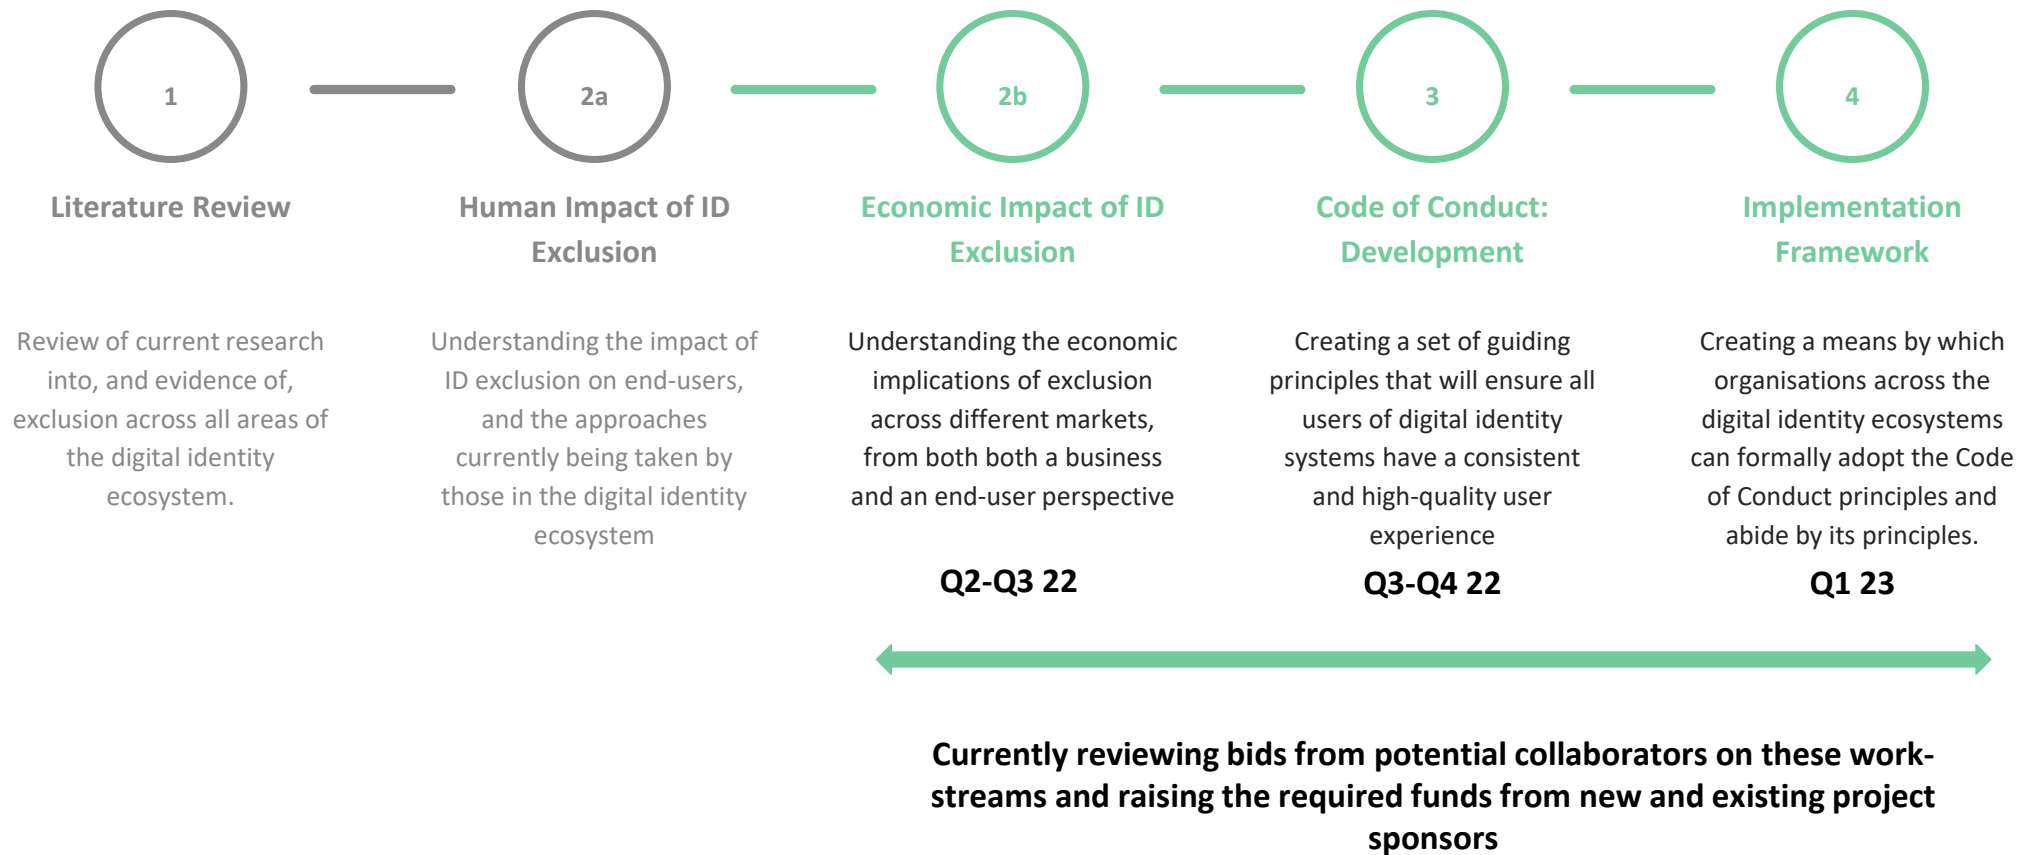 1
Literature Review
Review of current research
into, and evidence of,
exclusion across all areas of
the digital identity
ecosystem.
2a
Human Impact of ID
Exclusion
Understanding the impact of
ID exclusion on end-users,
and the approaches
currently being taken by
those in the digital identity
ecosystem
2b
Economic Impact of ID
Exclusion
Understanding the economic
implications of exclusion
across different markets,
from both both a business
and an end-user perspective
Q2-Q3 22
3
Code of Conduct:
Development
Creating a set of guiding
principles that will ensure all
users of digital identity
systems have a consistent
and high-quality user
experience
Q3-Q4 22
4
Implementation
Framework
Creating a means by which
organisations across the
digital identity ecosystems
can formally adopt the Code
of Conduct principles and
abide by its principles.
Q1 23
Currently reviewing bids from potential collaborators on these work-
streams and raising the required funds from new and existing project
sponsors